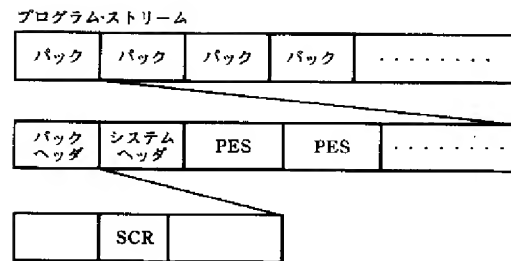 プログラム・ストリーム
パック パック パック パック ........
パック ヘッダ システム ヘッダ PES PES ........
SCR